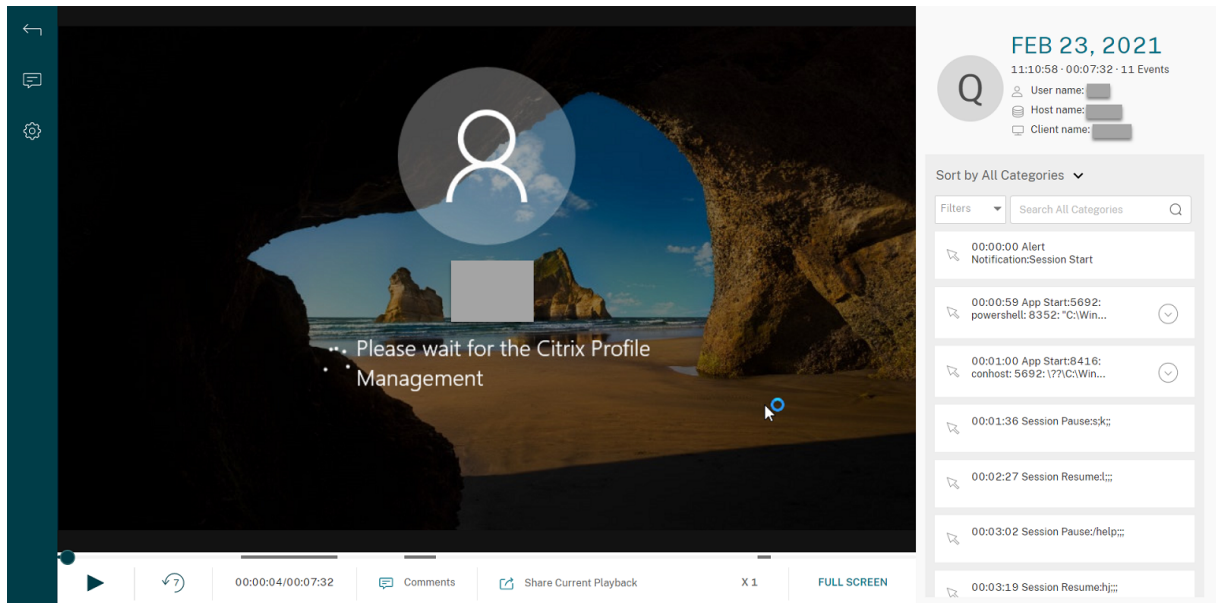 FEB 23, 2021
11:10:58 · 00:07:32 · 11 Events
Q
User name:
Host name:
Client name:
Sort by All Categories
Filters
Search All Categories
00:00:00 Alert
Notification:Session Start
00:00:59 App Start:5692:
powershell: 8352: "C:\Win...
00:01:00 App Start:8416:
conhost: 5692: \??\C:\Win...
00:01:36 Session Pause:s;k;;
00:02:27 Session Resume:l;;;
00:03:02 Session Pause:/help;;;
00:03:19 Session Resume:hj;;;
Please wait for the Citrix Profile
Management
7
00:00:04/00:07:32
Comments
Share Current Playback
X 1
FULL SCREEN